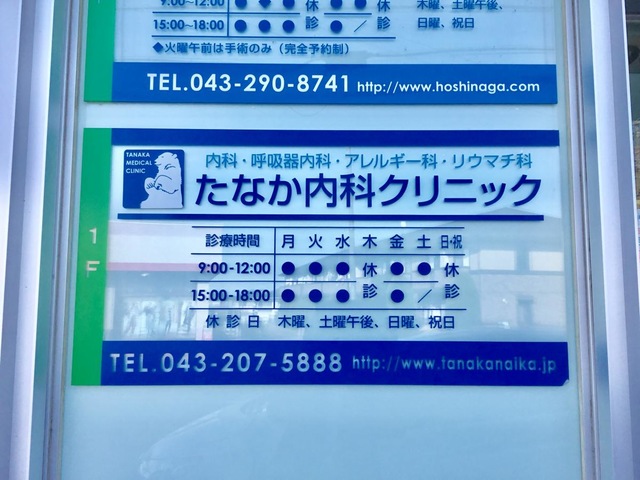 9:00-12:00 ● ◆ ● 休 ● ● 休 木曜、土曜午後、
15:00-18:00 ● ● ● 診 ● ／ 診 日曜、祝日
◆火曜午前は手術のみ（完全予約制）
TEL.043-290-8741 http://www.hoshinaga.com
TANAKA
MEDICAL
CLINIC
内科・呼吸器内科・アレルギー科・リウマチ科
たなか内科クリニック
1
F
診療時間 月 火 水 木 金 土 日・祝
9:00-12:00 ● ● ● 休 ● ● 休
15:00-18:00 ● ● ● 診 ● ／ 診
休診日 木曜、土曜午後、日曜、祝日
TEL.043-207-5888 http://www.tanakanaika.jp